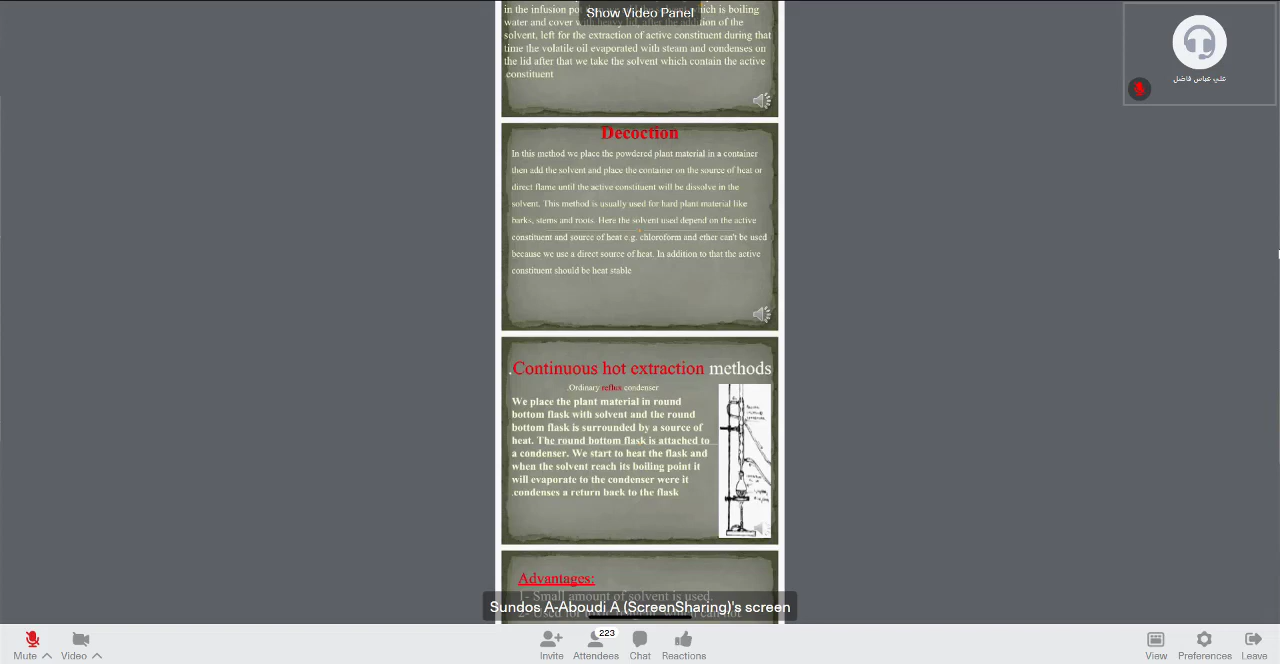 in the infusion
Show Video Panel
which is boiling
water and cover with heavy lid, after the addition of the
solvent, left for the extraction of active constituent during that
time the volatile oil evaporated with steam and condenses on
the lid after that we take the solvent which contain the active
constituent
علي عباس فاضل
Decoction
In this method we place the powdered plant material in a container
then add the solvent and place the container on the source of heat or
direct flame until the active constituent will be dissolve in the
solvent. This method is usually used for hard plant material like
barks, stems and roots. Here the solvent used depend on the active
constituent and source of heat e.g. chloroform and ether can't be used
because we use a direct source of heat. In addition to that the active
constituent should be heat stable
.Continuous hot extraction methods
.Ordinary reflux condenser
We place the plant material in round
bottom flask with solvent and the round
bottom flask is surrounded by a source of
heat. The round bottom flask is attached to
a condenser. We start to heat the flask and
when the solvent reach its boiling point it
will evaporate to the condenser were it
.condenses a return back to the flask
Advantages:
1- Small amount of solvent is used.
Sundos A-Aboudi A (ScreenSharing)'s screen
2- Used for
Mute
Video
Invite
223
Attendees
Chat
Reactions
View
Preferences
Leave